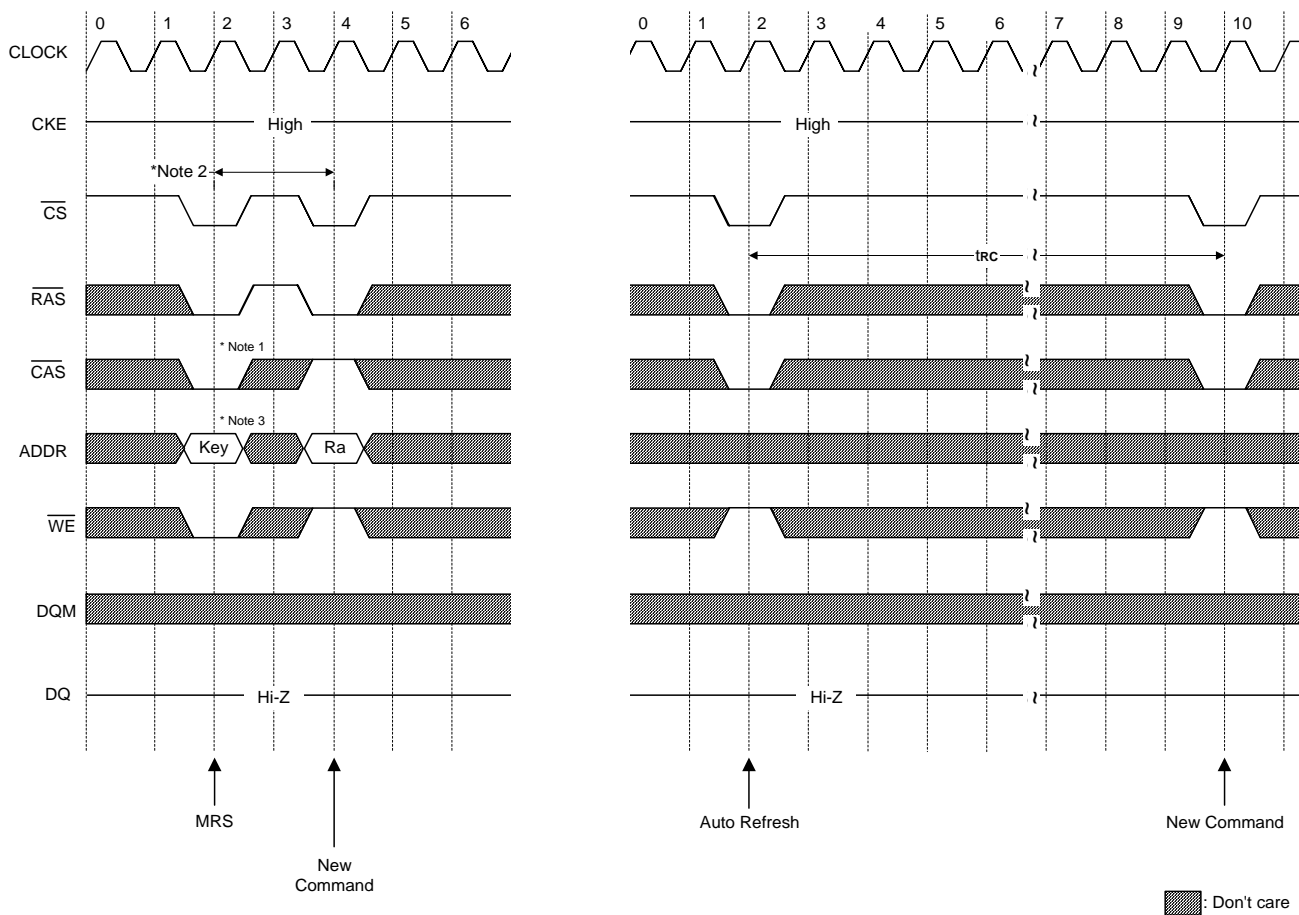 0 1 2 3 4 5 6
0 1 2 3 4 5 6 7 8 9 10
CLOCK
CKE
High
High
*Note 2
CS
tRC
RAS
* Note 1
CAS
* Note 3
ADDR
Key
Ra
WE
DQM
DQ
Hi-Z
Hi-Z
MRS
Auto Refresh
New Command
New
Command
: Don't care